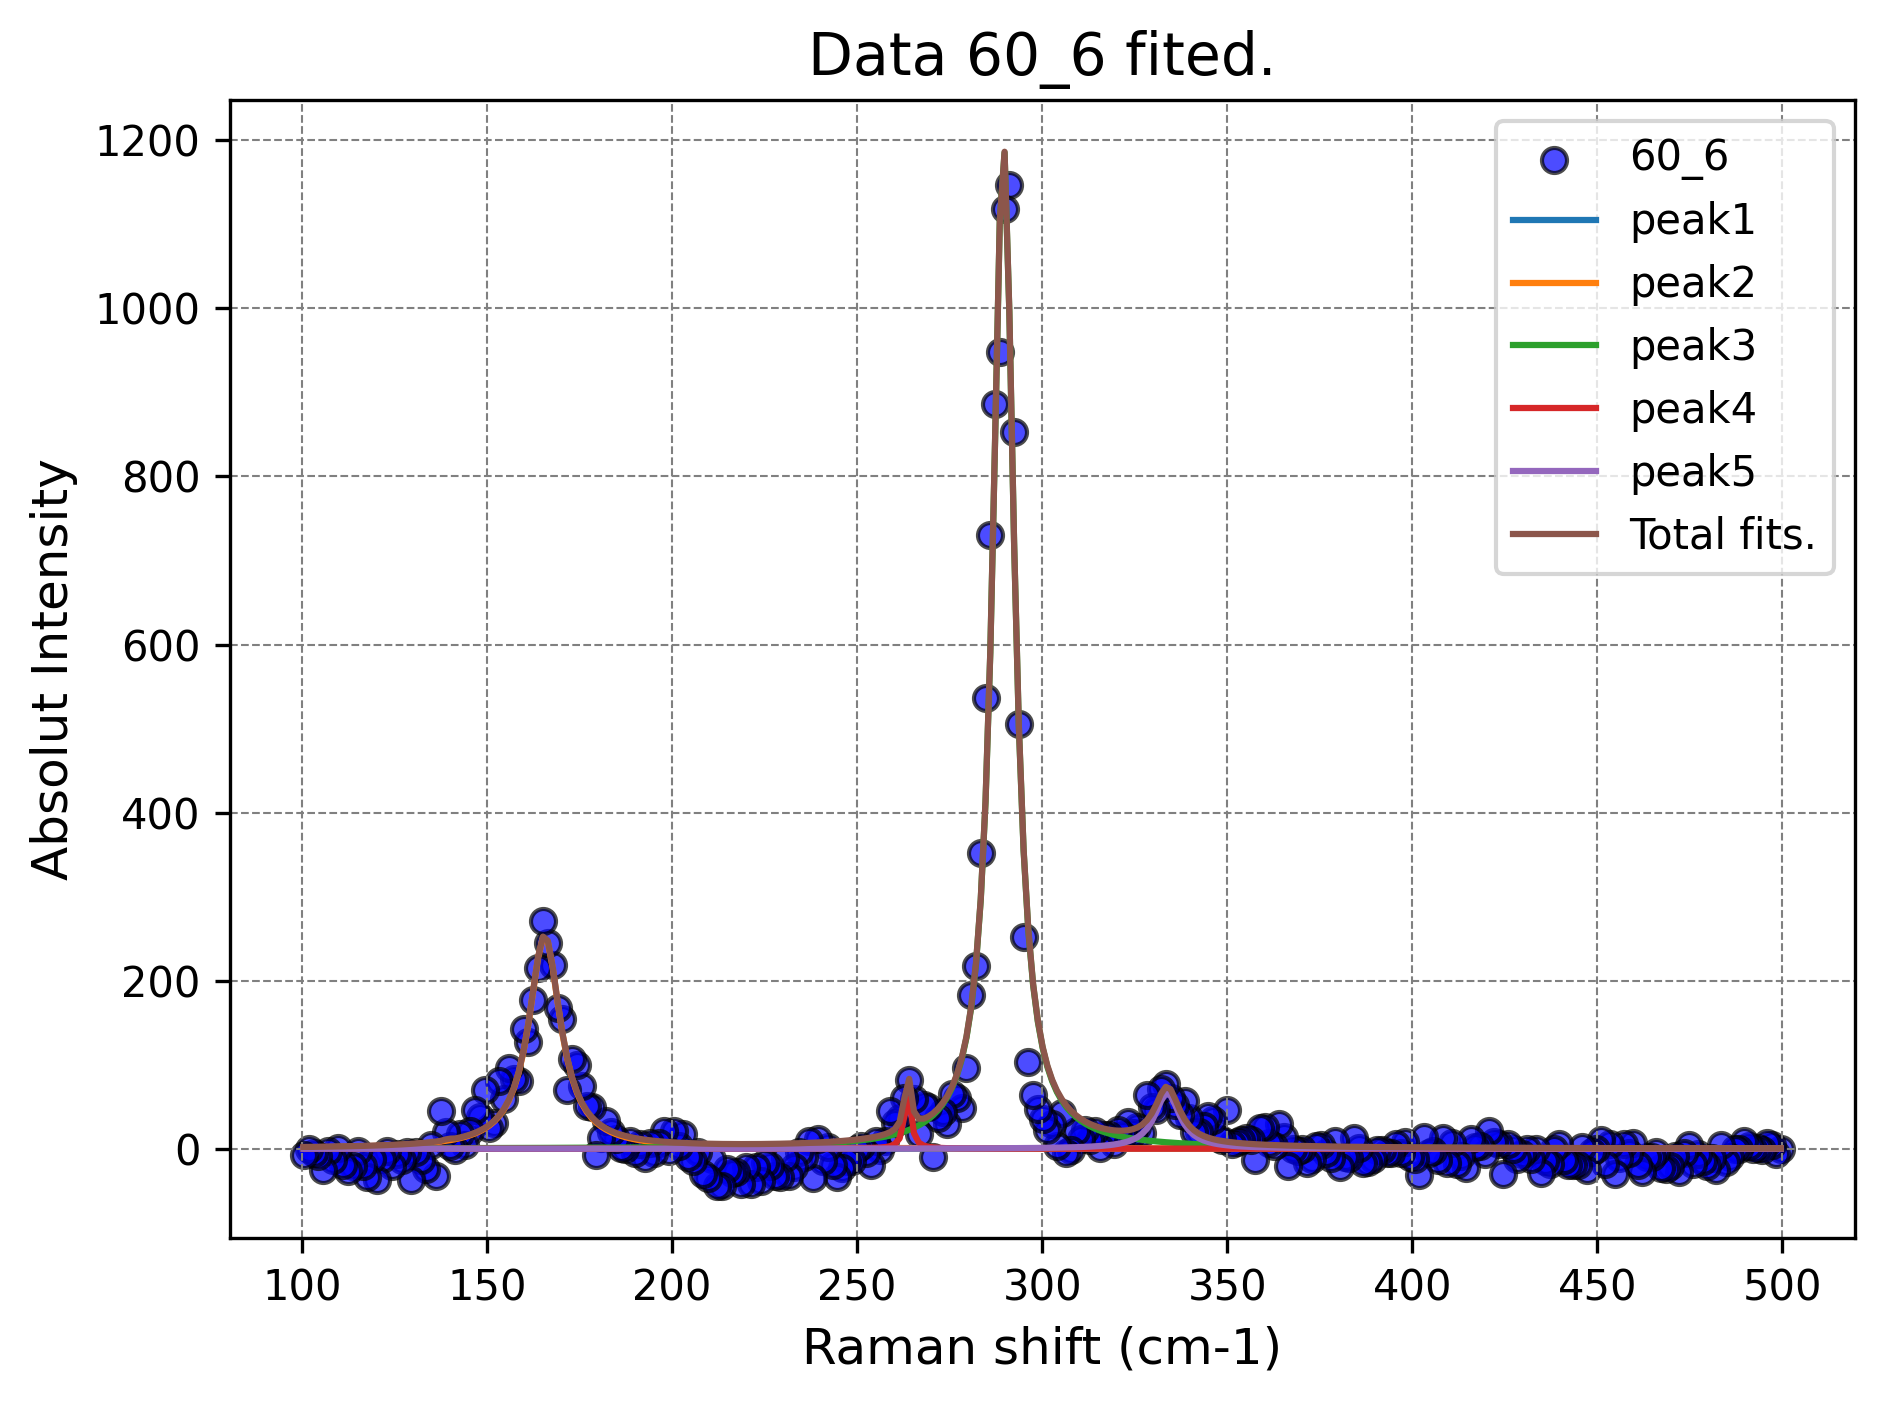 Data 60_6 fited.
1200
1000
800
600
400
200
0
Absolut Intensity
60_6
peak1
peak2
peak3
peak4
peak5
Total fits.
100 150 200 250 300 350 400 450 500
Raman shift (cm-1)